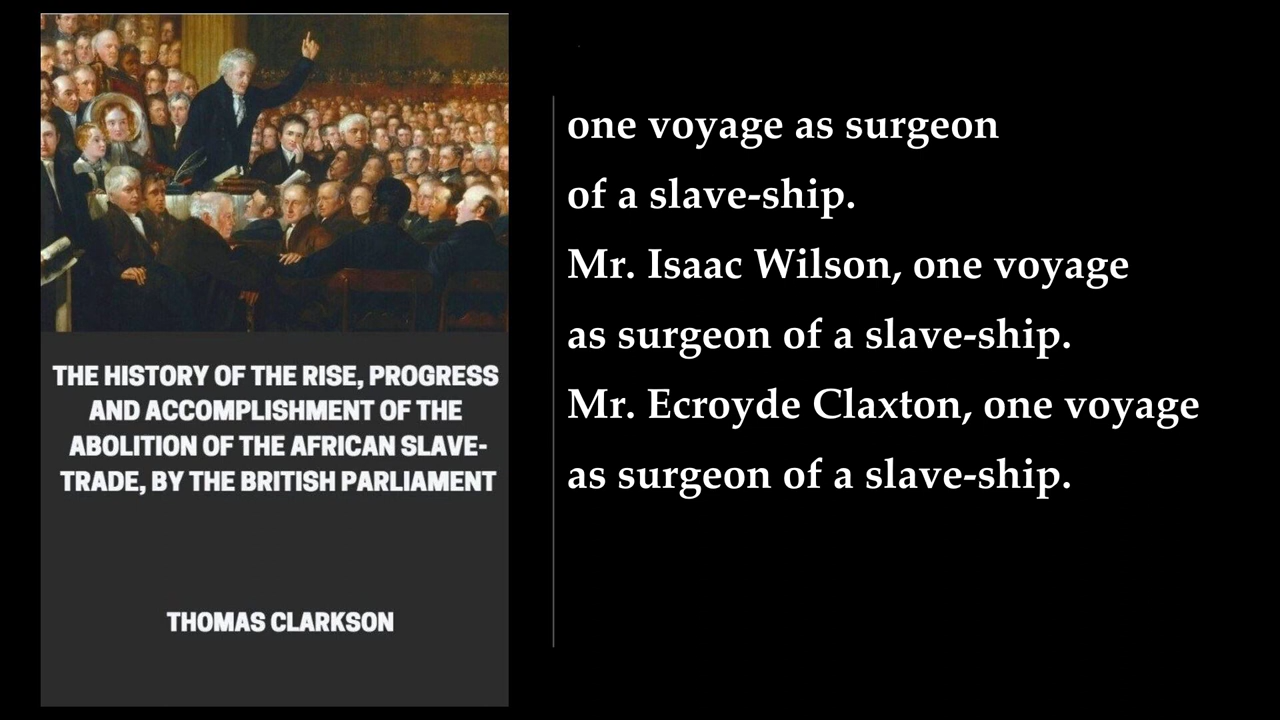 THE HISTORY OF THE RISE, PROGRESS
AND ACCOMPLISHMENT OF THE
ABOLITION OF THE AFRICAN SLAVE-
TRADE, BY THE BRITISH PARLIAMENT
THOMAS CLARKSON
one voyage as surgeon
of a slave-ship.
Mr. Isaac Wilson, one voyage
as surgeon of a slave-ship.
Mr. Ecroyde Claxton, one voyage
as surgeon of a slave-ship.